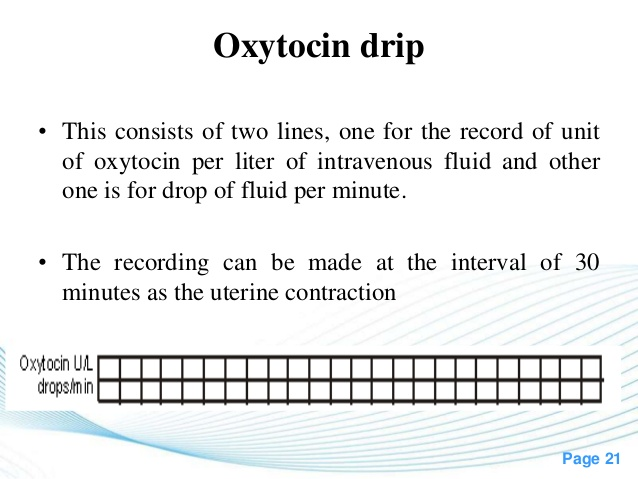 Oxytocin drip
• This consists of two lines, one for the record of unit
of oxytocin per liter of intravenous fluid and other
one is for drop of fluid per minute.
• The recording can be made at the interval of 30
minutes as the uterine contraction
Oxytocin U/L
drops/min
Page 21